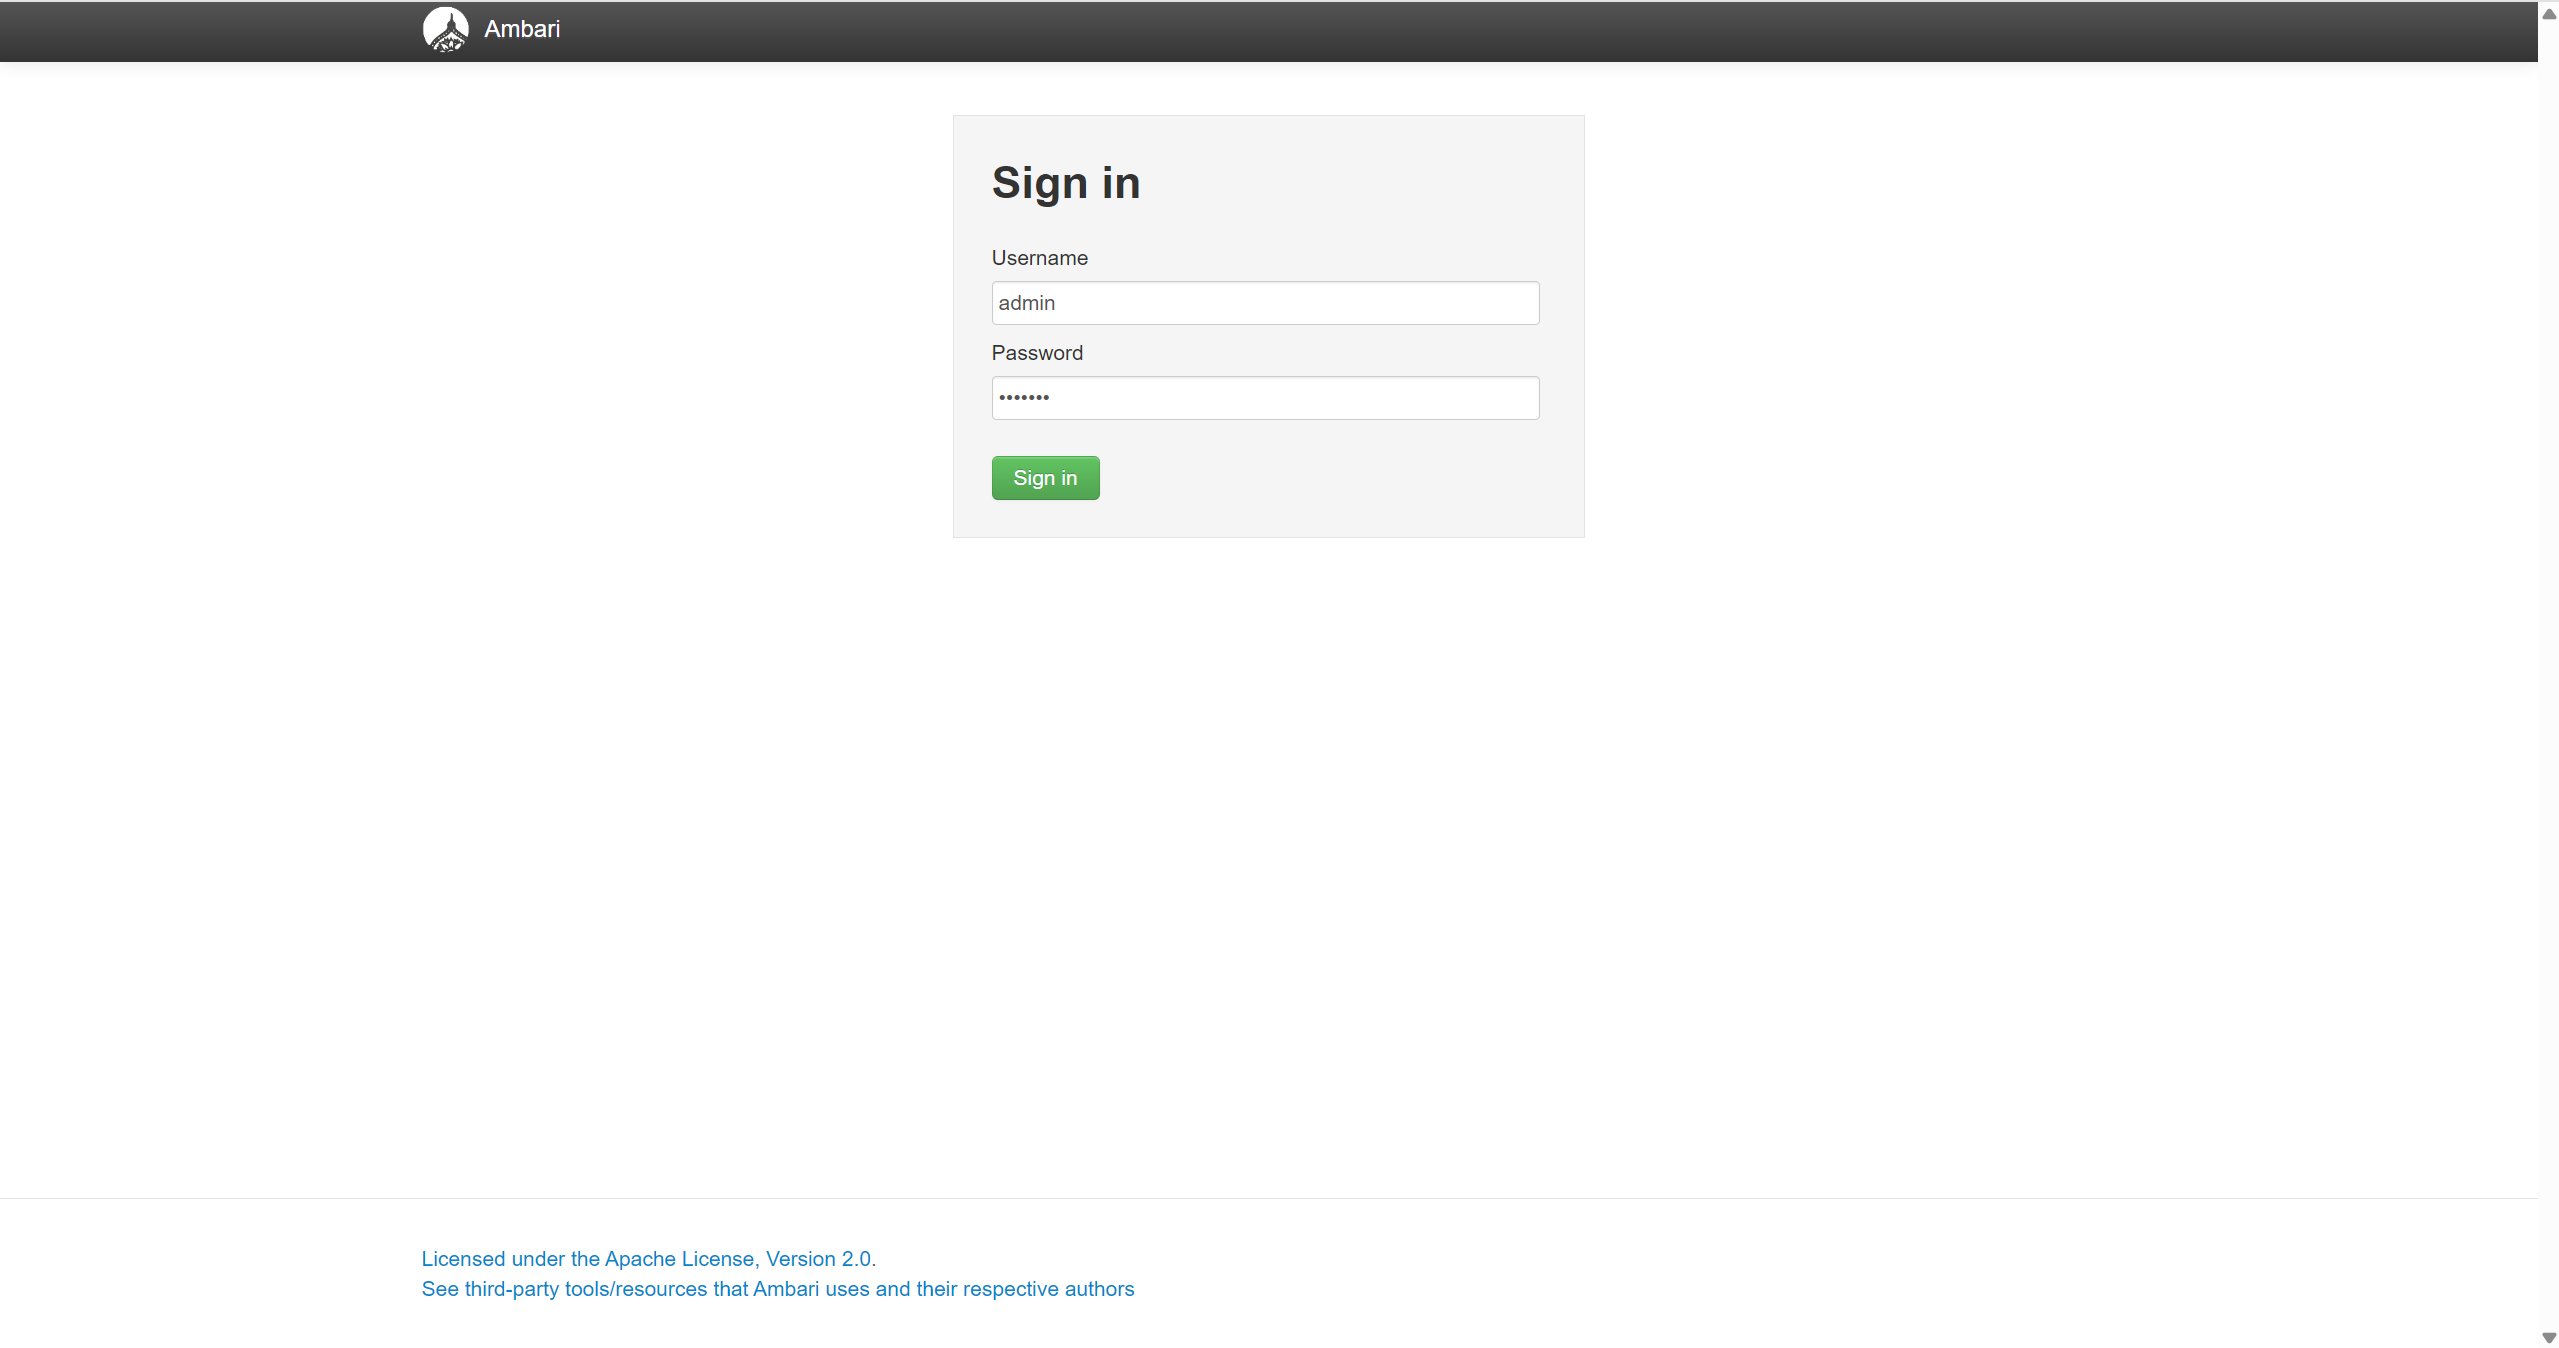 Ambari
Sign in
Username
admin
Password
•••••••
Sign in
Licensed under the Apache License, Version 2.0.
See third-party tools/resources that Ambari uses and their respective authors